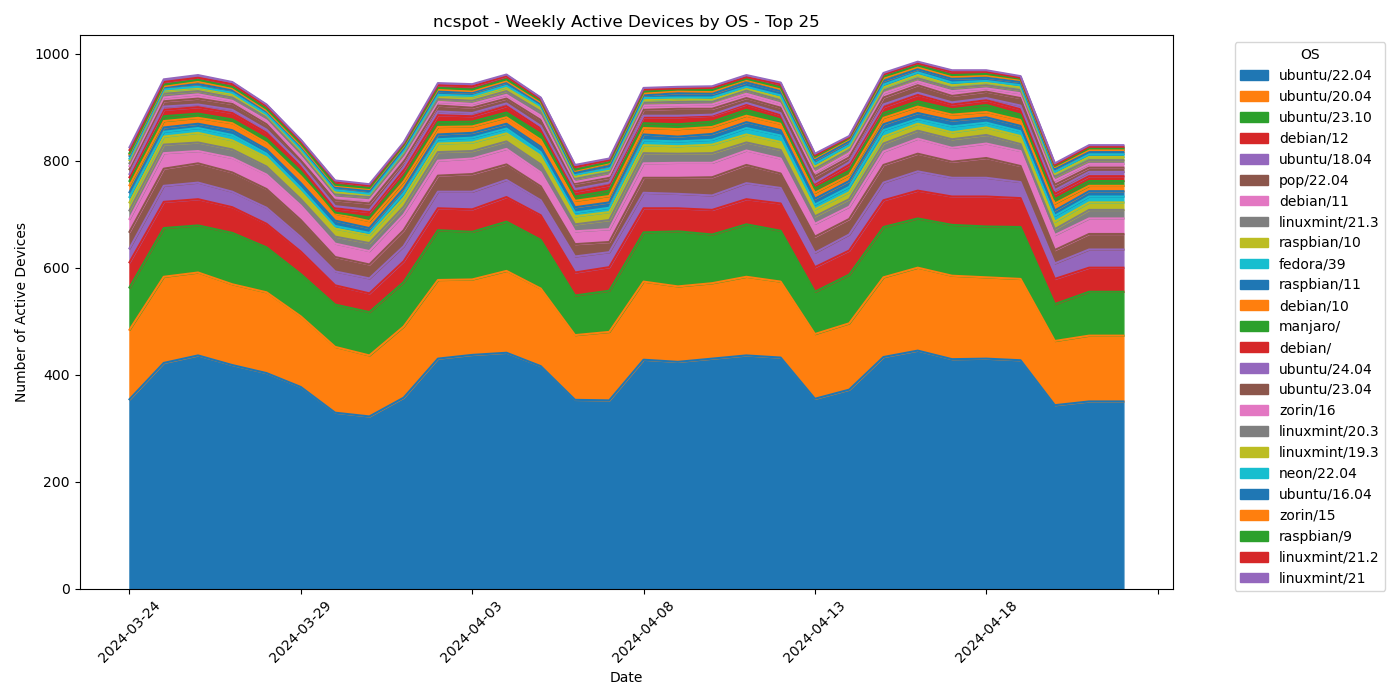 ncspot - Weekly Active Devices by OS - Top 25
1000
800
600
400
200
0
Number of Active Devices
2024-03-24
2024-03-29
2024-04-03
2024-04-08
2024-04-13
2024-04-18
Date
OS
ubuntu/22.04
ubuntu/20.04
ubuntu/23.10
debian/12
ubuntu/18.04
pop/22.04
debian/11
linuxmint/21.3
raspbian/10
fedora/39
raspbian/11
debian/10
manjaro/
debian/
ubuntu/24.04
ubuntu/23.04
zorin/16
linuxmint/20.3
linuxmint/19.3
neon/22.04
ubuntu/16.04
zorin/15
raspbian/9
linuxmint/21.2
linuxmint/21